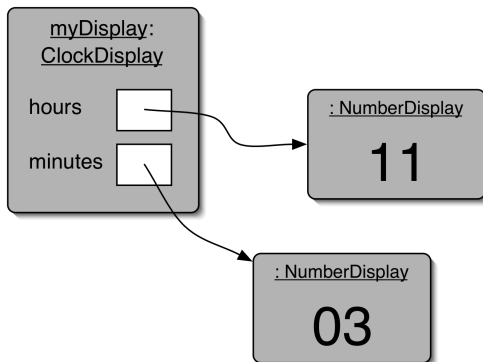 myDisplay:
ClockDisplay
hours
minutes
: NumberDisplay
11
: NumberDisplay
03